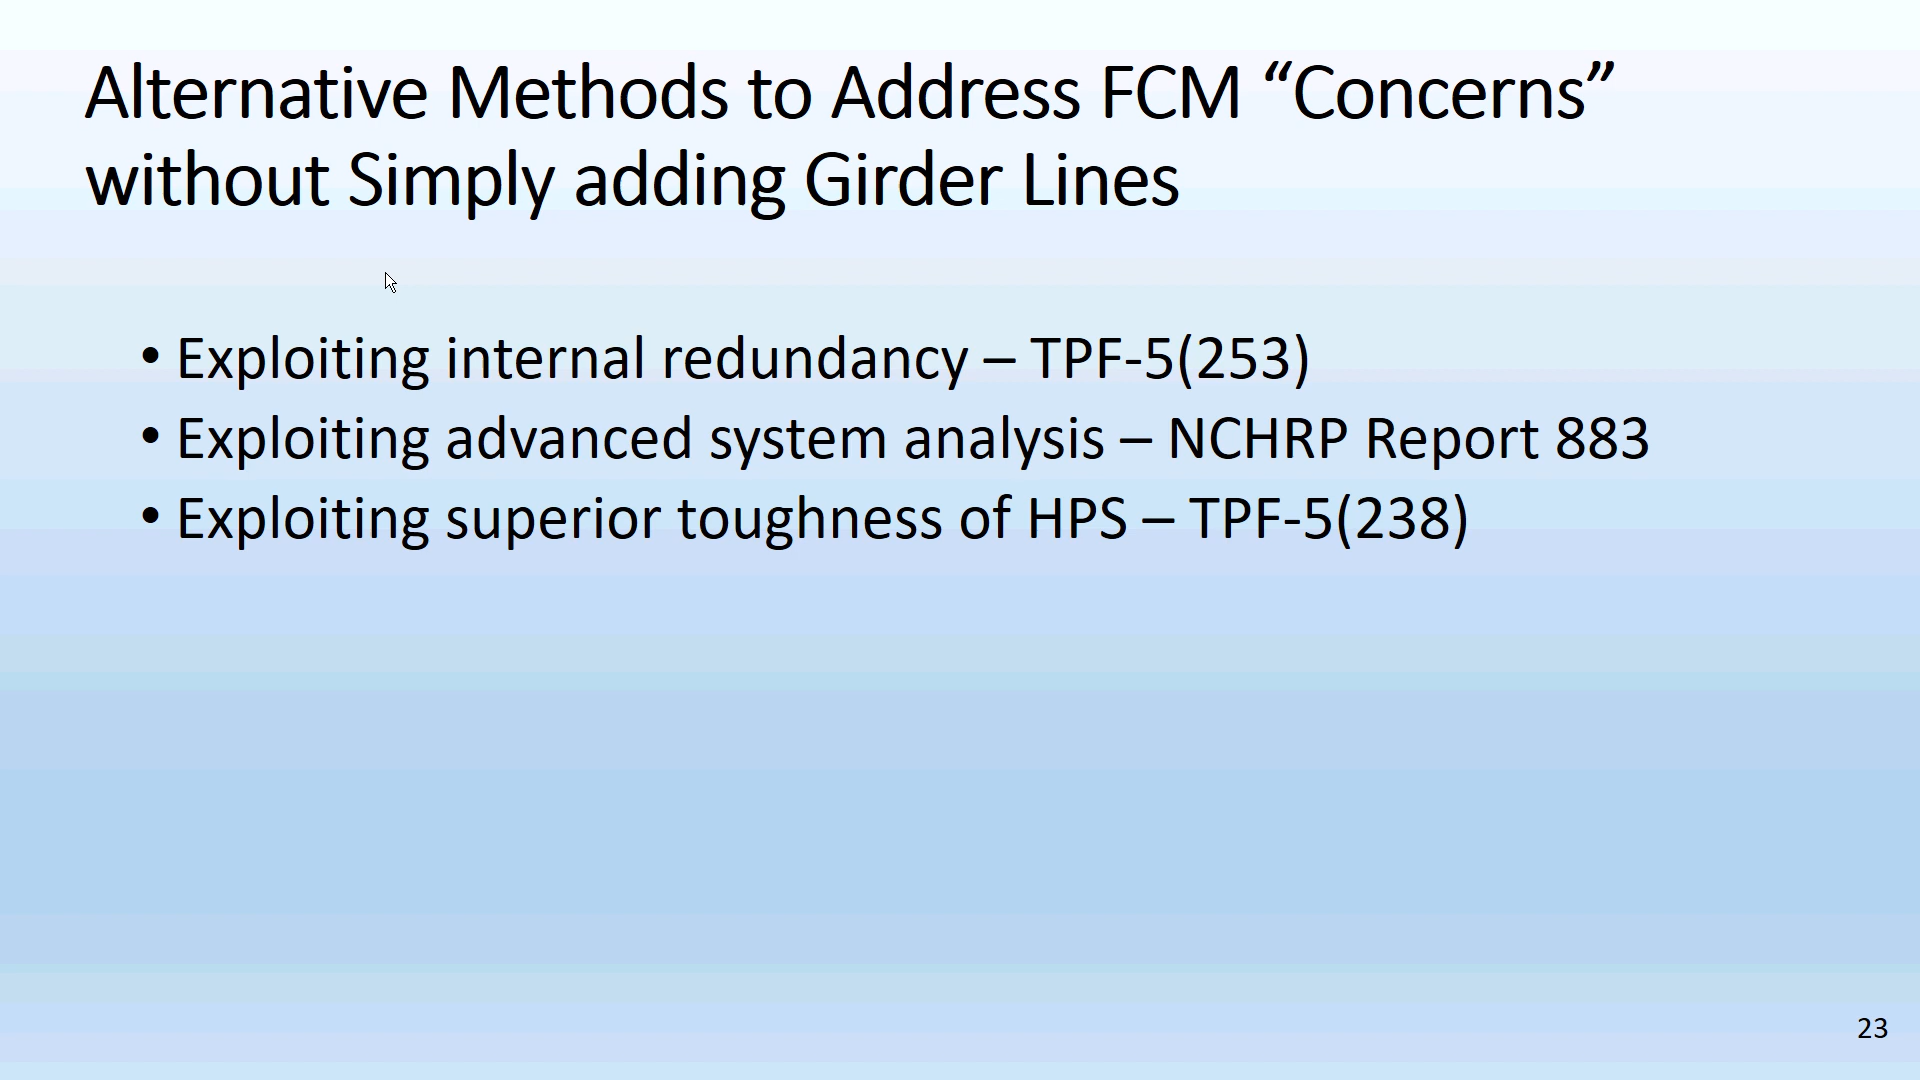 Alternative Methods to Address FCM “Concerns”
without Simply adding Girder Lines
• Exploiting internal redundancy – TPF-5(253)
• Exploiting advanced system analysis – NCHRP Report 883
• Exploiting superior toughness of HPS – TPF-5(238)
23